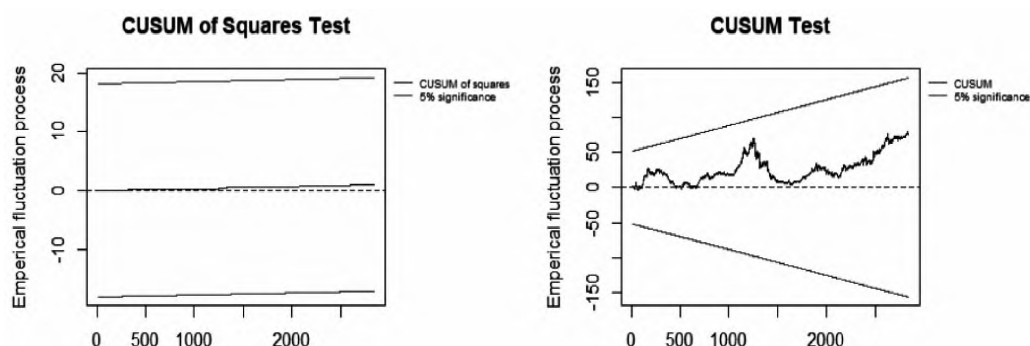 CUSUM of Squares Test
Emperical fluctuation process
20
10
0
-10
0
500
1000
2000
CUSUM of squares
5% significance
CUSUM Test
Emperical fluctuation process
150
50
0
-50
-150
0
500
1000
2000
CUSUM
5% significance